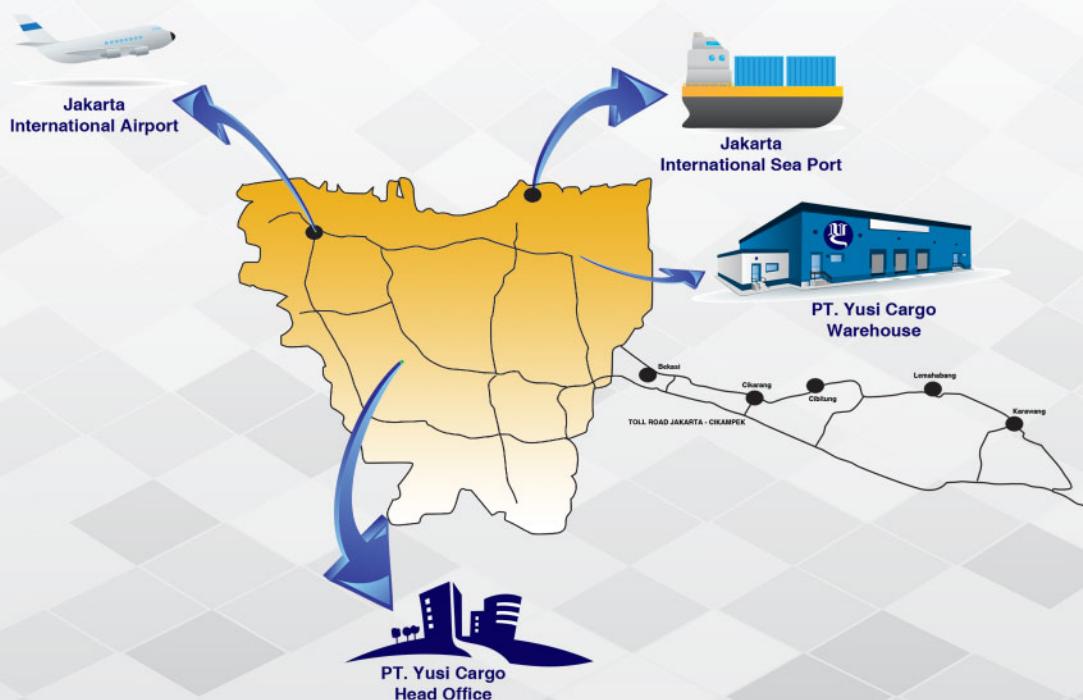 Jakarta
International Airport
Jakarta
International Sea Port
PT. Yusi Cargo
Warehouse
Bekasi
Cikarang
Cibitung
Lemahabang
Karawang
TOLL ROAD JAKARTA - CIKAMPEK
PT. Yusi Cargo
Head Office